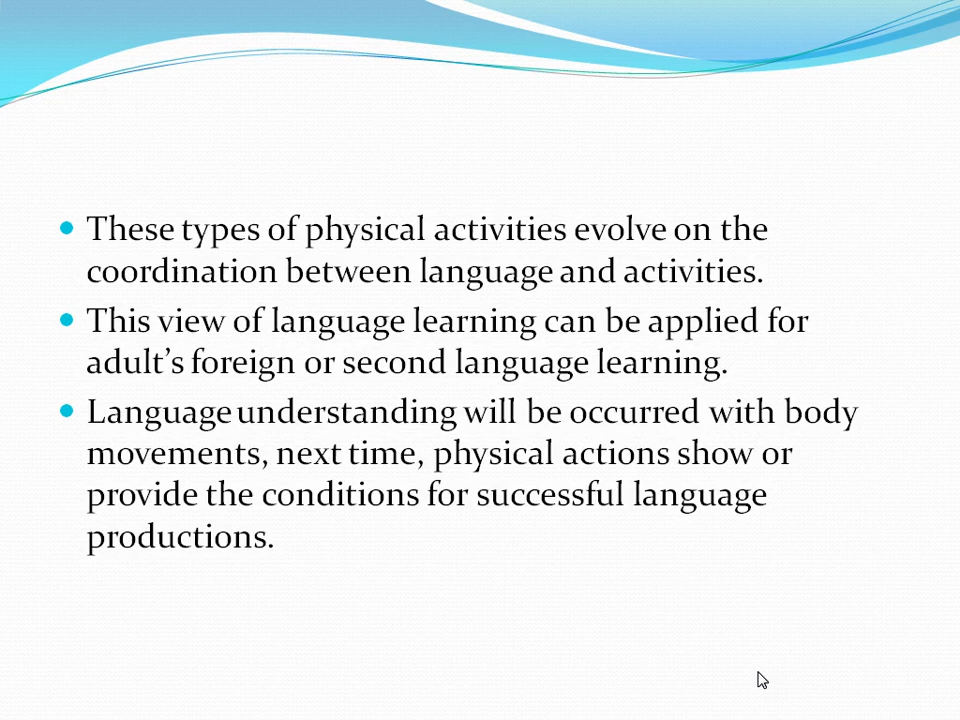 These types of physical activities evolve on the
coordination between language and activities.
This view of language learning can be applied for
adult’s foreign or second language learning.
Language understanding will be occurred with body
movements, next time, physical actions show or
provide the conditions for successful language
productions.